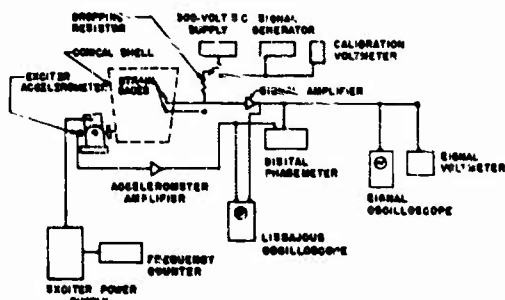 DROPPING
RESISTOR
300-VOLT D C
SUPPLY
SIGNAL
GENERATOR
CALIBRATION
VOLTMETER
CONICAL SHELL
EXCITER
ACCELEROMETER
STRAIN
GAGES
SIGNAL AMPLIFIER
ACCELEROMETER
AMPLIFIER
DIGITAL
PHASEMETER
SIGNAL
VOLTMETER
SIGNAL
OSCILLOSCOPE
LISSAJOUS
OSCILLOSCOPE
FREQUENCY
COUNTER
EXCITER POWER